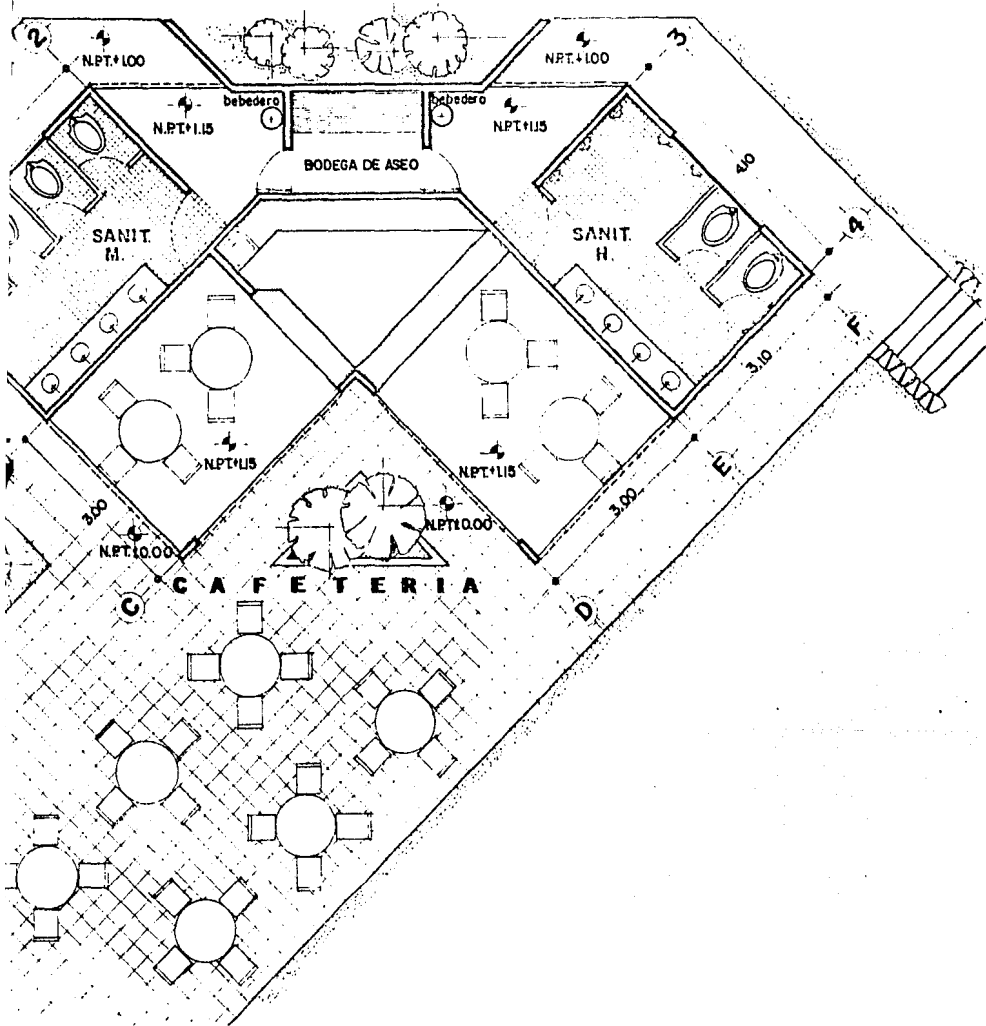 2
3
N.P.T.+1.00
N.P.T.+1.00
bebedero
bebedero
N.P.T.+1.15
N.P.T.+1.15
BODEGA DE ASEO
4.10
4
SANIT.
M.
SANIT.
H.
F
3.10
N.P.T.+1.15
N.P.T.+1.15
E
3.00
3.00
N.P.T.±0.00
N.P.T.±0.00
C
CAFETERIA
D